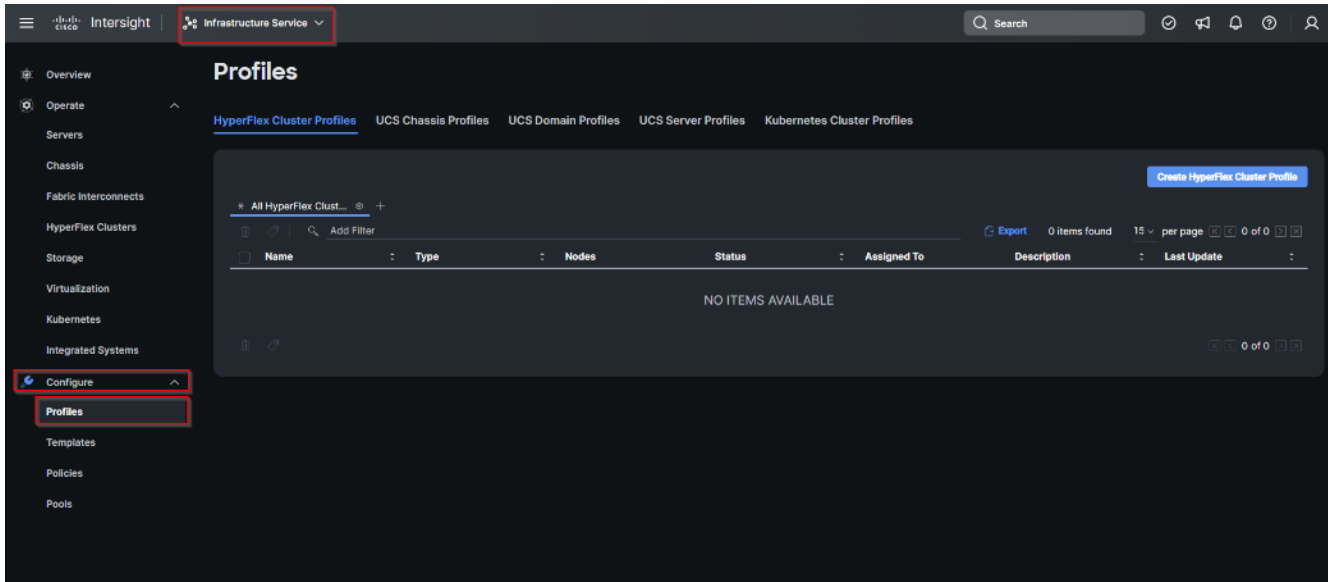 cisco Intersight Infrastructure Service Search
Overview
Operate
Servers
Chassis
Fabric Interconnects
HyperFlex Clusters
Storage
Virtualization
Kubernetes
Integrated Systems
Configure
Profiles
Templates
Policies
Pools
Profiles
HyperFlex Cluster Profiles UCS Chassis Profiles UCS Domain Profiles UCS Server Profiles Kubernetes Cluster Profiles
Create HyperFlex Cluster Profile
All HyperFlex Clust... +
Add Filter Export 0 items found 15 per page 0 of 0
Name Type Nodes Status Assigned To Description Last Update
NO ITEMS AVAILABLE
0 of 0